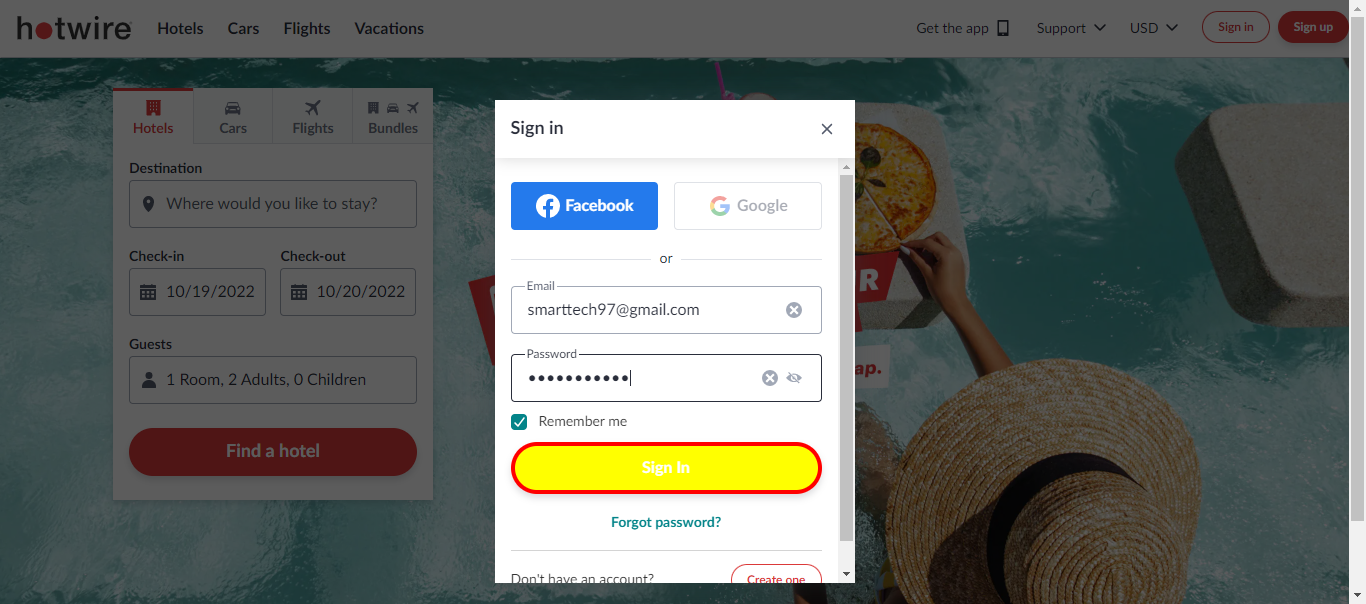 hotwire Hotels Cars Flights Vacations Get the app Support USD Sign in Sign up
Hotels Cars Flights Bundles
Destination
Where would you like to stay?
Check-in Check-out
10/19/2022 10/20/2022
Guests
1 Room, 2 Adults, 0 Children
Find a hotel
Sign in
Facebook Google
or
Email
smarttech97@gmail.com
Password
•••••••••••
Remember me
Sign In
Forgot password?
Don't have an account? Create one
R
ap.